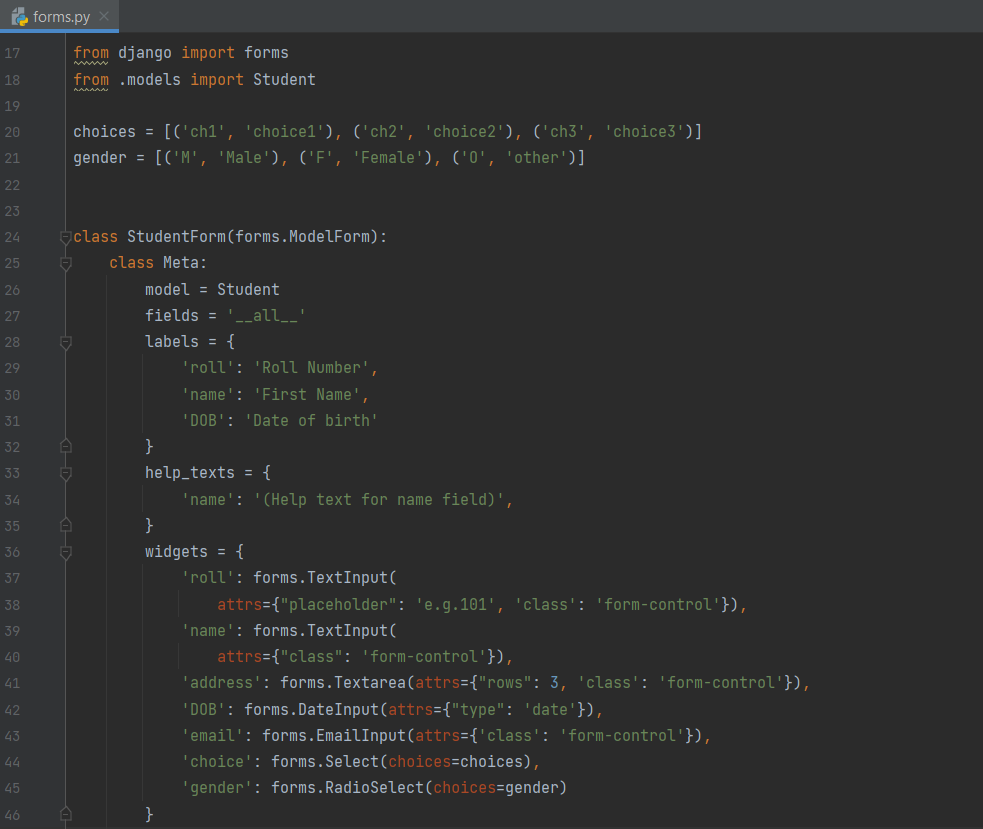 forms.py
17 from django import forms
18 from .models import Student
19
20 choices = [('ch1', 'choice1'), ('ch2', 'choice2'), ('ch3', 'choice3')]
21 gender = [('M', 'Male'), ('F', 'Female'), ('O', 'other')]
22
23
24 class StudentForm(forms.ModelForm):
25     class Meta:
26         model = Student
27         fields = '__all__'
28         labels = {
29             'roll': 'Roll Number',
30             'name': 'First Name',
31             'DOB': 'Date of birth'
32         }
33         help_texts = {
34             'name': '(Help text for name field)',
35         }
36         widgets = {
37             'roll': forms.TextInput(
38                 attrs={"placeholder": 'e.g.101', 'class': 'form-control'}),
39             'name': forms.TextInput(
40                 attrs={"class": 'form-control'}),
41             'address': forms.Textarea(attrs={"rows": 3, 'class': 'form-control'}),
42             'DOB': forms.DateInput(attrs={"type": 'date'}),
43             'email': forms.EmailInput(attrs={'class': 'form-control'}),
44             'choice': forms.Select(choices=choices),
45             'gender': forms.RadioSelect(choices=gender)
46         }